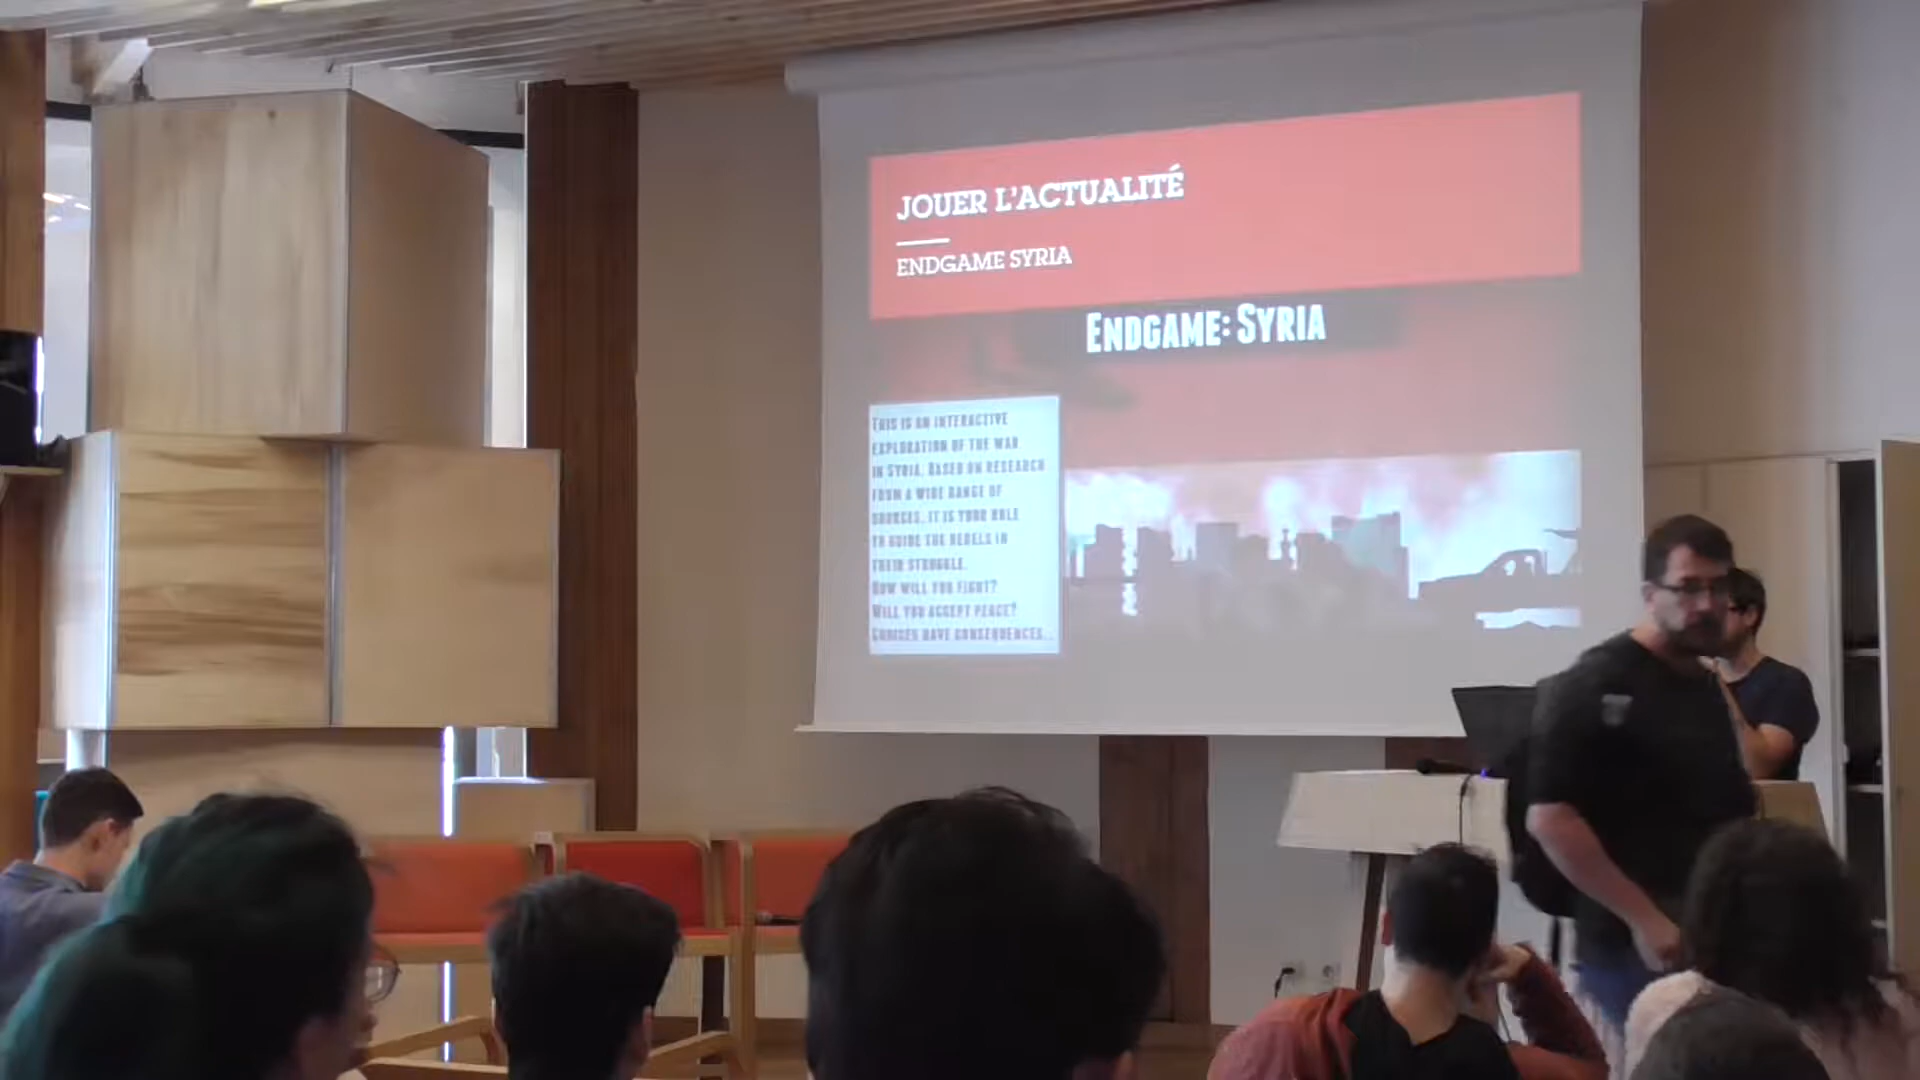 JOUER L'ACTUALITÉ
ENDGAME SYRIA
ENDGAME: SYRIA
THIS IS AN INTERACTIVE
EXPLORATION OF THE WAR
IN SYRIA. BASED ON RESEARCH
FROM A WIDE RANGE OF
SOURCES, IT IS YOUR ROLE
TO GUIDE THE REBELS IN
THEIR STRUGGLE.
HOW WILL YOU FIGHT?
WILL YOU ACCEPT PEACE?
CHOICES HAVE CONSEQUENCES...